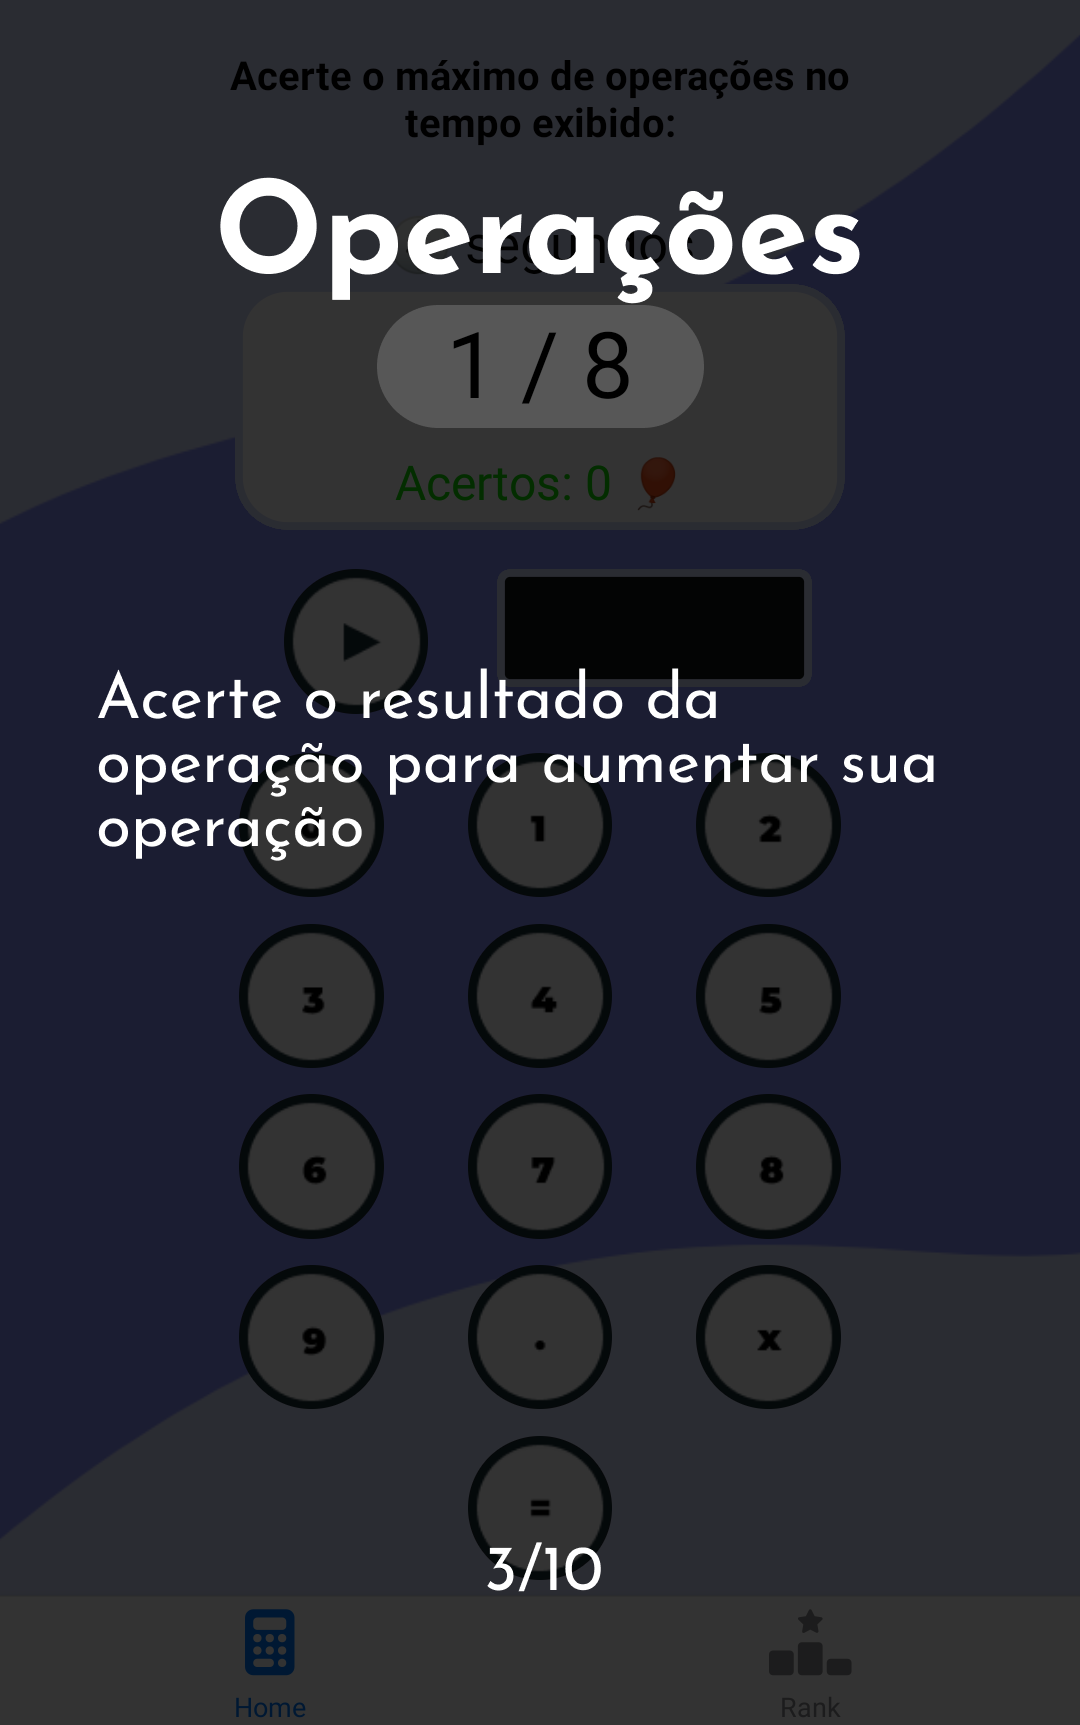 Acerte o máximo de operações no
tempo exibido:
Operações
1 / 8
Acertos: 0
Acerte o resultado da
operação para aumentar sua
operação
1 2
3 4 5
6 7 8
9 . x
=
3/10
Home Rank